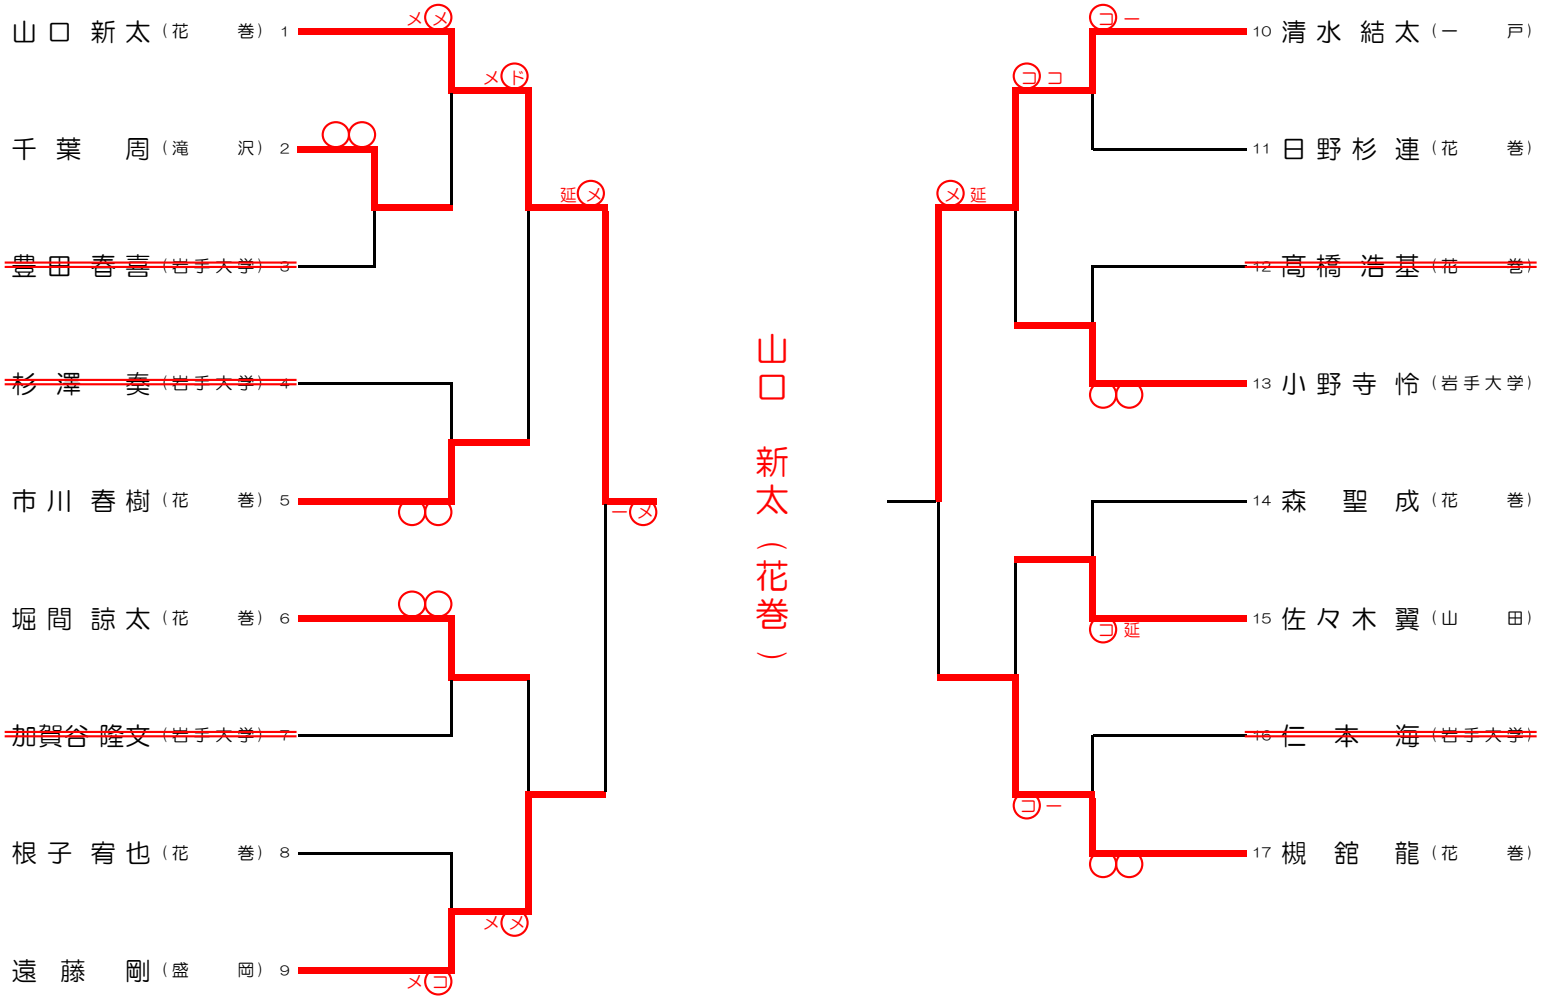 山口 新太 (花 巻) 1
メメ
メド
千葉 周 (滝 沢) 2
延メ
豊田 春喜 (岩手大学) 3
杉澤 奏 (岩手大学) 4
市川 春樹 (花 巻) 5
一メ
堀間 諒太 (花 巻) 6
加賀谷 隆文 (岩手大学) 7
根子 宥也 (花 巻) 8
メメ
遠藤 剛 (盛 岡) 9
メコ
山口 新太 (花巻)
コ一
10 清水 結太 (一 戸)
ココ
11 日野杉 連 (花 巻)
メ延
12 髙橋 浩基 (花 巻)
13 小野寺 怜 (岩手大学)
14 森 聖成 (花 巻)
15 佐々木 翼 (山 田)
コ延
16 仁本 海 (岩手大学)
コ一
17 槻舘 龍 (花 巻)